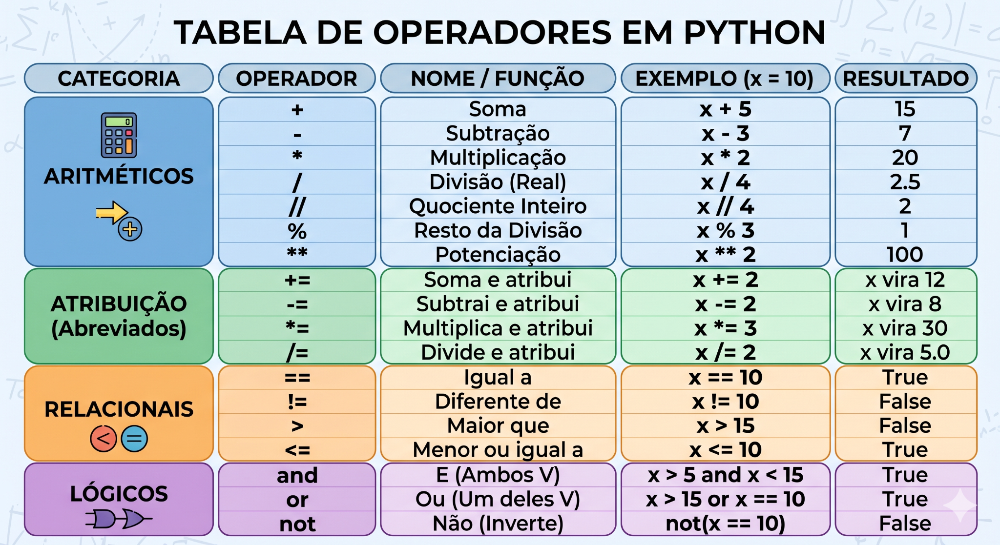 TABELA DE OPERADORES EM PYTHON
CATEGORIA OPERADOR NOME / FUNÇÃO EXEMPLO (x = 10) RESULTADO
ARITMÉTICOS
+ Soma x + 5 15
- Subtração x - 3 7
* Multiplicação x * 2 20
/ Divisão (Real) x / 4 2.5
// Quociente Inteiro x // 4 2
% Resto da Divisão x % 3 1
** Potenciação x ** 2 100
ATRIBUIÇÃO
(Abreviados)
+= Soma e atribui x += 2 x vira 12
-= Subtrai e atribui x -= 2 x vira 8
*= Multiplica e atribui x *= 3 x vira 30
/= Divide e atribui x /= 2 x vira 5.0
RELACIONAIS
== Igual a x == 10 True
!= Diferente de x != 10 False
> Maior que x > 15 False
<= Menor ou igual a x <= 10 True
LÓGICOS
and E (Ambos V) x > 5 and x < 15 True
or Ou (Um deles V) x > 15 or x == 10 True
not Não (Inverte) not(x == 10) False